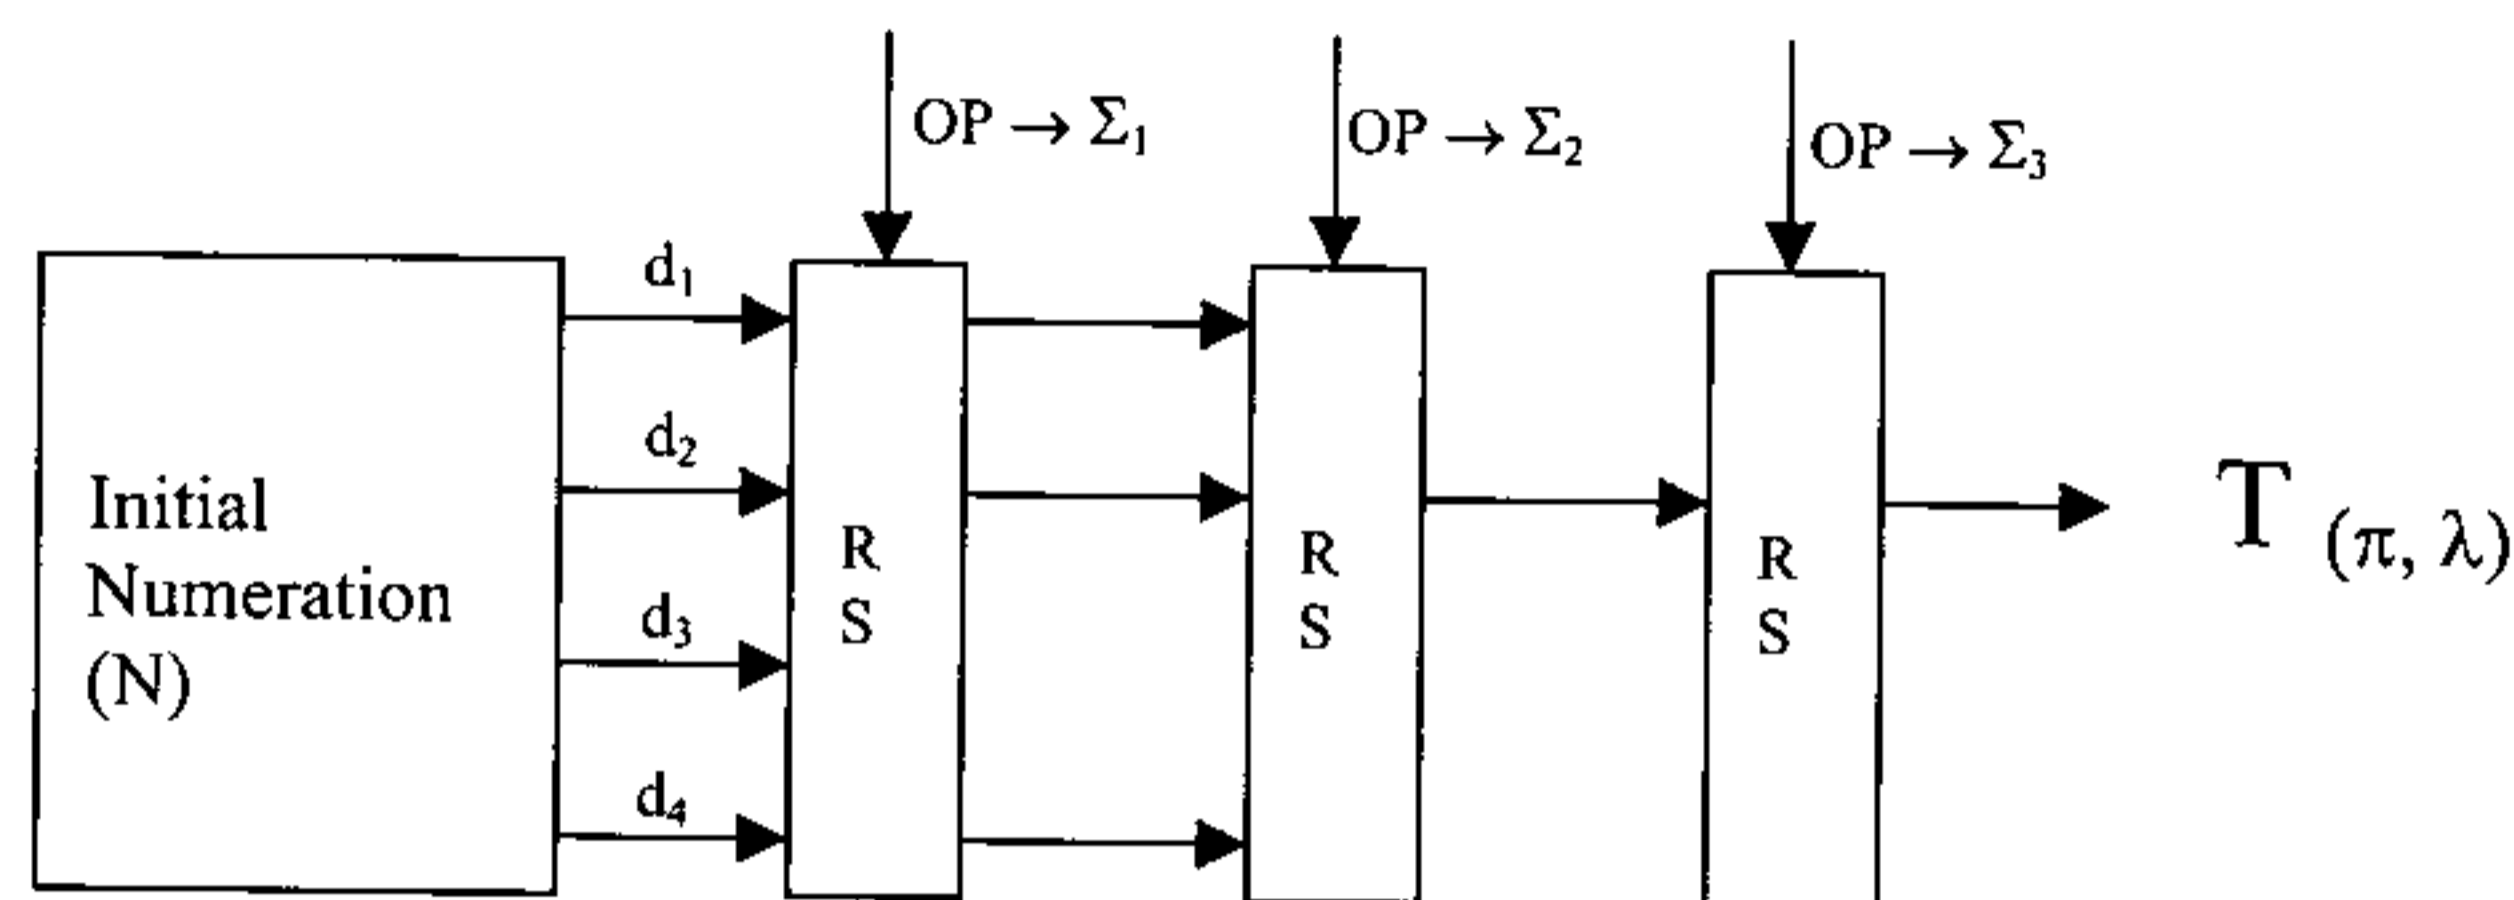 OP → Σ1
OP → Σ2
OP → Σ3
d1
d2
d3
d4
Initial
Numeration
(N)
R
S
R
S
R
S
T (π, λ)